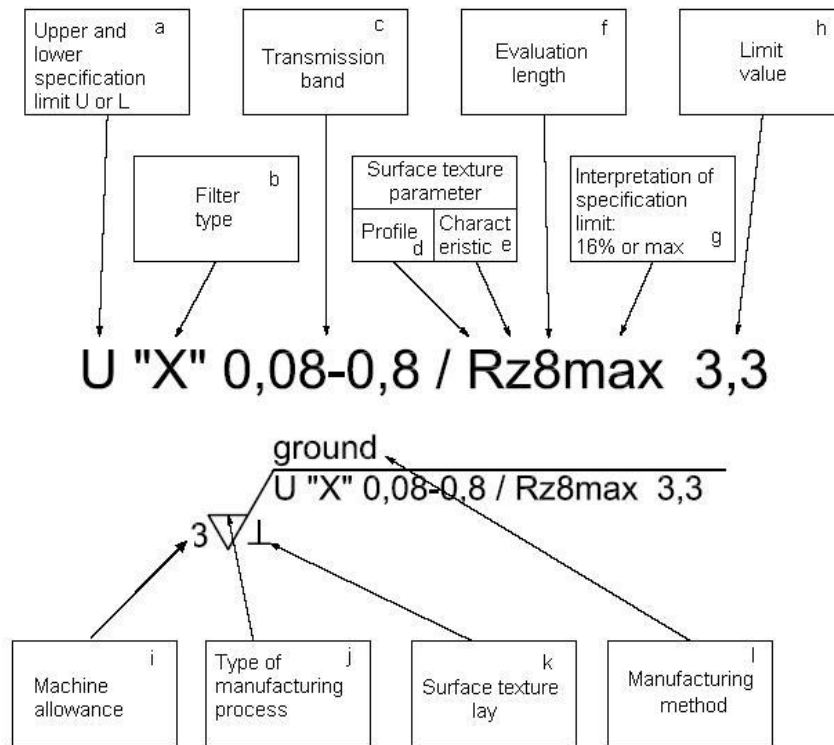 Upper and a
lower
specification
limit U or L
c
Transmission
band
f
Evaluation
length
h
Limit
value
b
Filter
type
Surface texture
parameter
Profile
d
Charact
eristic e
Interpretation of
specification
limit:
16% or max g
U "X" 0,08-0,8 / Rz8max 3,3
ground
U "X" 0,08-0,8 / Rz8max 3,3
3 ⊥
i
Machine
allowance
Type of j
manufacturing
process
k
Surface texture
lay
l
Manufacturing
method